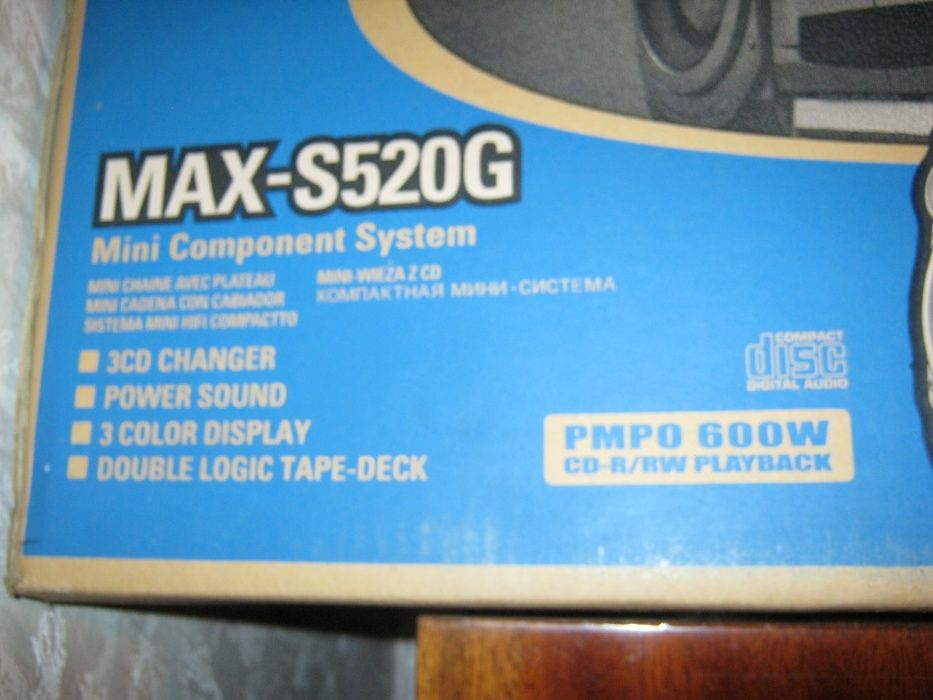 MAX-S520G
Mini Component System
MINI CHAINE AVEC PLATEAU
MINI CADENA CON CABIADOR
SISTEMA MINI HIFI COMPACTTO
MINI-WIEŻA Z CD
КОМПАКТНАЯ МИНИ-СИСТЕМА
3CD CHANGER
POWER SOUND
3 COLOR DISPLAY
DOUBLE LOGIC TAPE-DECK
COMPACT
disc
DIGITAL AUDIO
PMPO 600W
CD-R/RW PLAYBACK